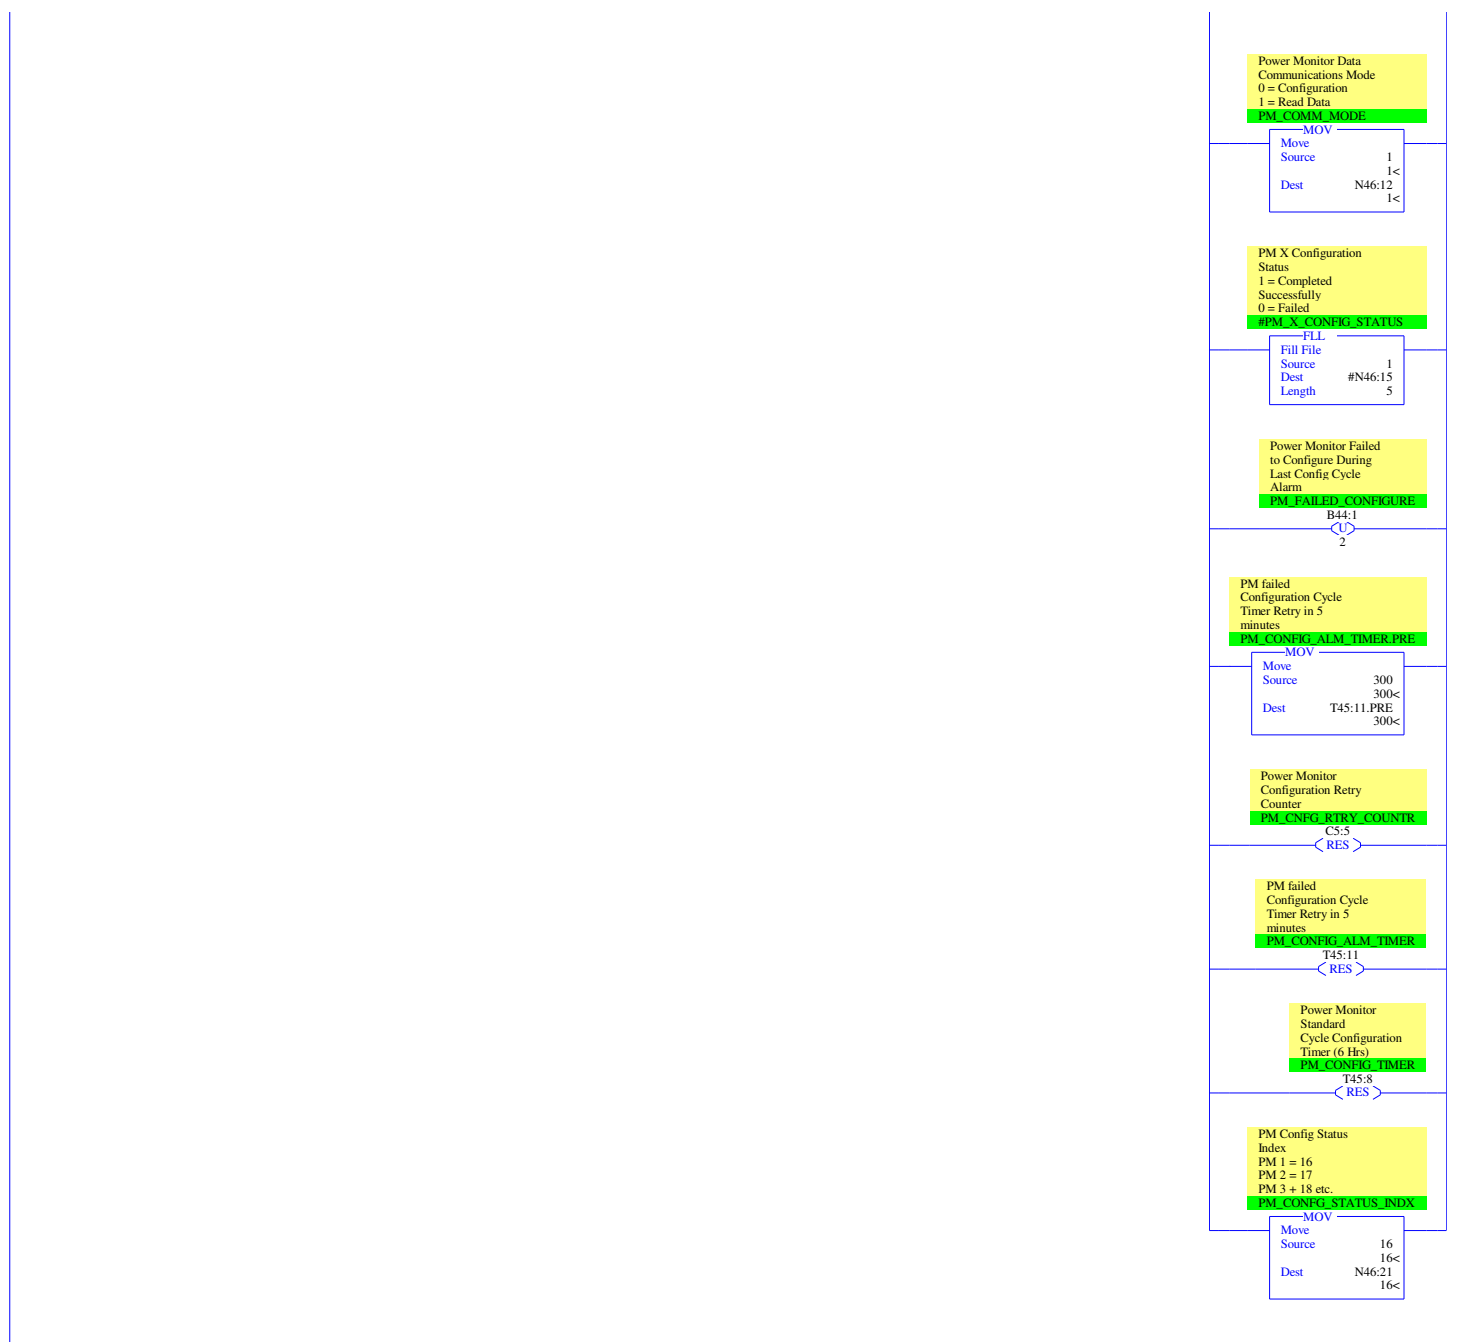 Power Monitor Data
Communications Mode
0 = Configuration
1 = Read Data
PM_COMM_MODE
MOV
Move
Source 1
1<
Dest N46:12
1<
PM X Configuration
Status
1 = Completed
Successfully
0 = Failed
#PM_X_CONFIG_STATUS
FLL
Fill File
Source 1
Dest #N46:15
Length 5
Power Monitor Failed
to Configure During
Last Config Cycle
Alarm
PM_FAILED_CONFIGURE
B44:1
U
2
PM failed
Configuration Cycle
Timer Retry in 5
minutes
PM_CONFIG_ALM_TIMER.PRE
MOV
Move
Source 300
300<
Dest T45:11.PRE
300<
Power Monitor
Configuration Retry
Counter
PM_CNFG_RTRY_COUNTR
C5:5
RES
PM failed
Configuration Cycle
Timer Retry in 5
minutes
PM_CONFIG_ALM_TIMER
T45:11
RES
Power Monitor
Standard
Cycle Configuration
Timer (6 Hrs)
PM_CONFIG_TIMER
T45:8
RES
PM Config Status
Index
PM 1 = 16
PM 2 = 17
PM 3 + 18 etc.
PM_CONFG_STATUS_INDX
MOV
Move
Source 16
16<
Dest N46:21
16<